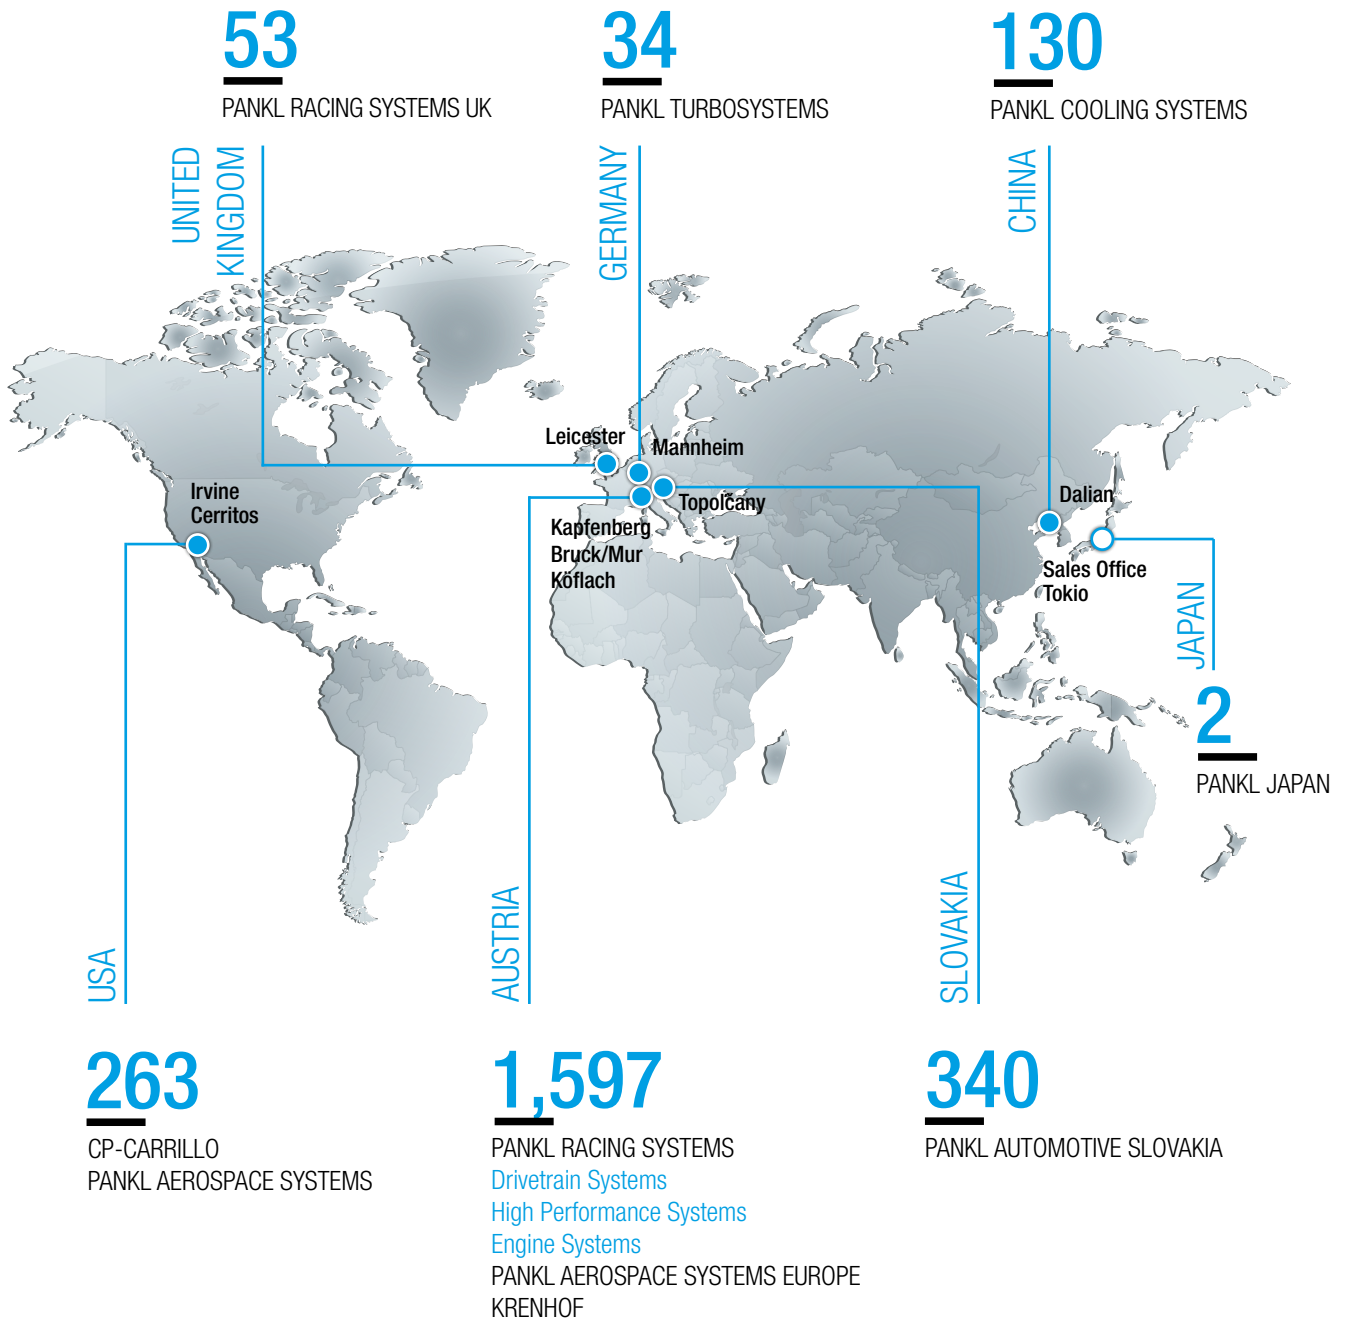 53
PANKL RACING SYSTEMS UK
34
PANKL TURBOSYSTEMS
130
PANKL COOLING SYSTEMS
UNITED
KINGDOM
GERMANY
CHINA
Leicester
Mannheim
Irvine
Cerritos
Topolčany
Dalian
Kapfenberg
Bruck/Mur
Köflach
Sales Office
Tokio
JAPAN
2
PANKL JAPAN
USA
AUSTRIA
SLOVAKIA
263
CP-CARRILLO
PANKL AEROSPACE SYSTEMS
1,597
PANKL RACING SYSTEMS
Drivetrain Systems
High Performance Systems
Engine Systems
PANKL AEROSPACE SYSTEMS EUROPE
KRENHOF
340
PANKL AUTOMOTIVE SLOVAKIA